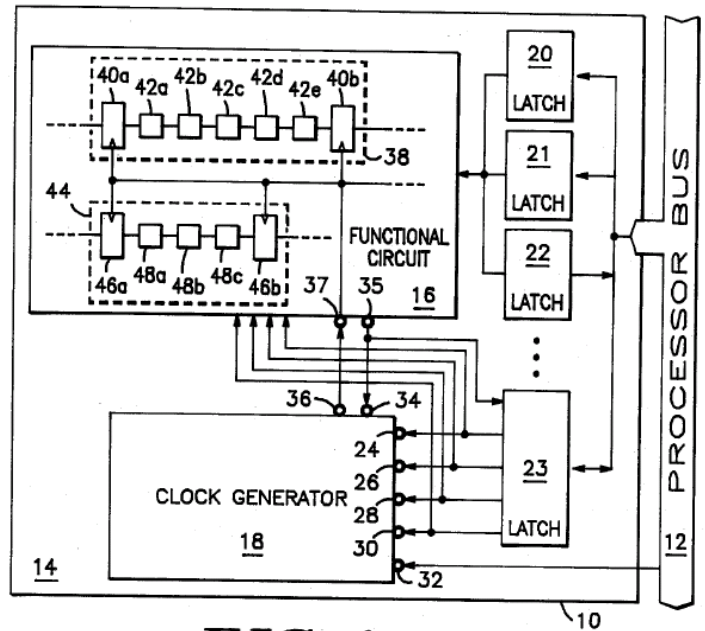 40a 42a 42b 42c 42d 42e 40b
38
44
46a 48a 48b 48c 46b
FUNCTIONAL
CIRCUIT
16
20
LATCH
21
LATCH
22
LATCH
37 35
36 34
24
26
28
30
32
23
LATCH
CLOCK GENERATOR
18
14
10
12
PROCESSOR BUS